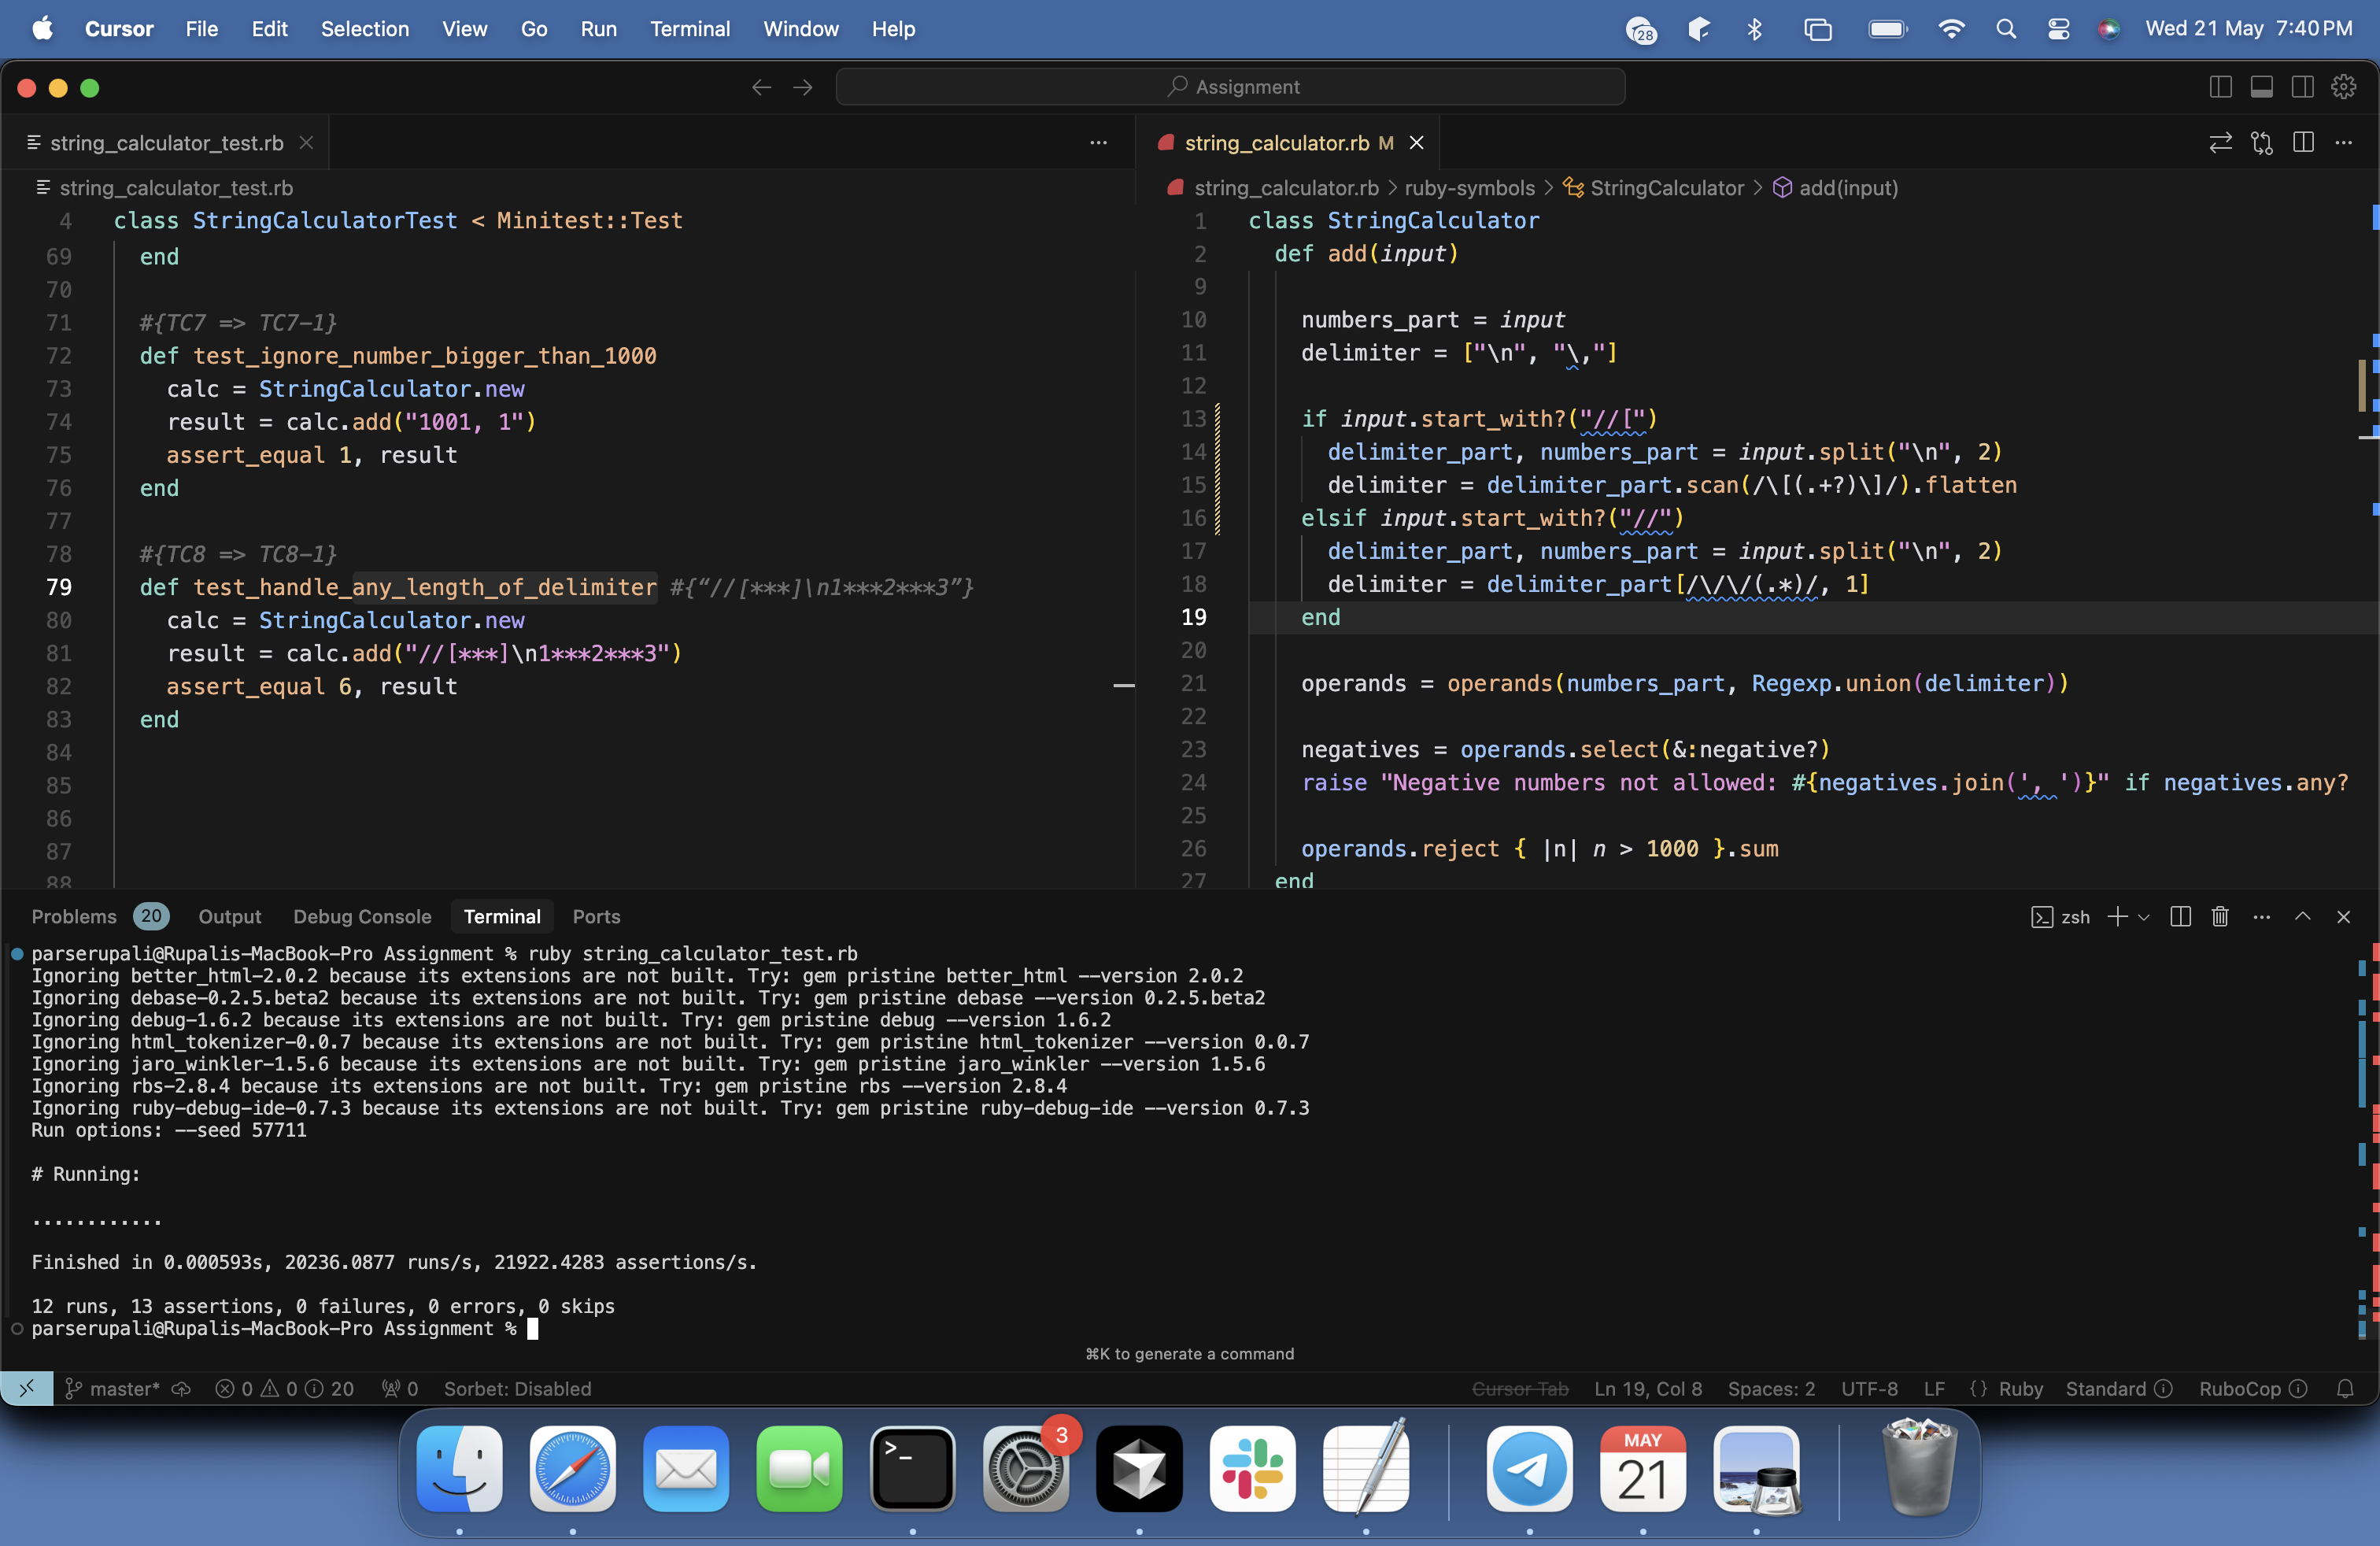 Cursor File Edit Selection View Go Run Terminal Window Help 28 Wed 21 May 7:40 PM
Assignment
string_calculator_test.rb
string_calculator_test.rb
4 class StringCalculatorTest < Minitest::Test
69 end
70
71 #{TC7 => TC7-1}
72 def test_ignore_number_bigger_than_1000
73 calc = StringCalculator.new
74 result = calc.add("1001, 1")
75 assert_equal 1, result
76 end
77
78 #{TC8 => TC8-1}
79 def test_handle_any_length_of_delimiter #{“//[***]\n1***2***3”}
80 calc = StringCalculator.new
81 result = calc.add("//[***]\n1***2***3")
82 assert_equal 6, result
83 end
84
85
86
87
88
string_calculator.rb M
string_calculator.rb > ruby-symbols > StringCalculator > add(input)
1 class StringCalculator
2 def add(input)
9
10 numbers_part = input
11 delimiter = ["\n", "\,"]
12
13 if input.start_with?("//[")
14 delimiter_part, numbers_part = input.split("\n", 2)
15 delimiter = delimiter_part.scan(/\[(.+?)\]/).flatten
16 elsif input.start_with?("//")
17 delimiter_part, numbers_part = input.split("\n", 2)
18 delimiter = delimiter_part[/\/\/(.*)/, 1]
19 end
20
21 operands = operands(numbers_part, Regexp.union(delimiter))
22
23 negatives = operands.select(&:negative?)
24 raise "Negative numbers not allowed: #{negatives.join(', ')}" if negatives.any?
25
26 operands.reject { |n| n > 1000 }.sum
27 end
Problems 20 Output Debug Console Terminal Ports zsh
parserupali@Rupalis-MacBook-Pro Assignment % ruby string_calculator_test.rb
Ignoring better_html-2.0.2 because its extensions are not built. Try: gem pristine better_html --version 2.0.2
Ignoring debase-0.2.5.beta2 because its extensions are not built. Try: gem pristine debase --version 0.2.5.beta2
Ignoring debug-1.6.2 because its extensions are not built. Try: gem pristine debug --version 1.6.2
Ignoring html_tokenizer-0.0.7 because its extensions are not built. Try: gem pristine html_tokenizer --version 0.0.7
Ignoring jaro_winkler-1.5.6 because its extensions are not built. Try: gem pristine jaro_winkler --version 1.5.6
Ignoring rbs-2.8.4 because its extensions are not built. Try: gem pristine rbs --version 2.8.4
Ignoring ruby-debug-ide-0.7.3 because its extensions are not built. Try: gem pristine ruby-debug-ide --version 0.7.3
Run options: --seed 57711
# Running:
............
Finished in 0.000593s, 20236.0877 runs/s, 21922.4283 assertions/s.
12 runs, 13 assertions, 0 failures, 0 errors, 0 skips
parserupali@Rupalis-MacBook-Pro Assignment %
⌘K to generate a command
master* 0 0 20 0 Sorbet: Disabled Cursor Tab Ln 19, Col 8 Spaces: 2 UTF-8 LF {} Ruby Standard RuboCop
3
MAY
21